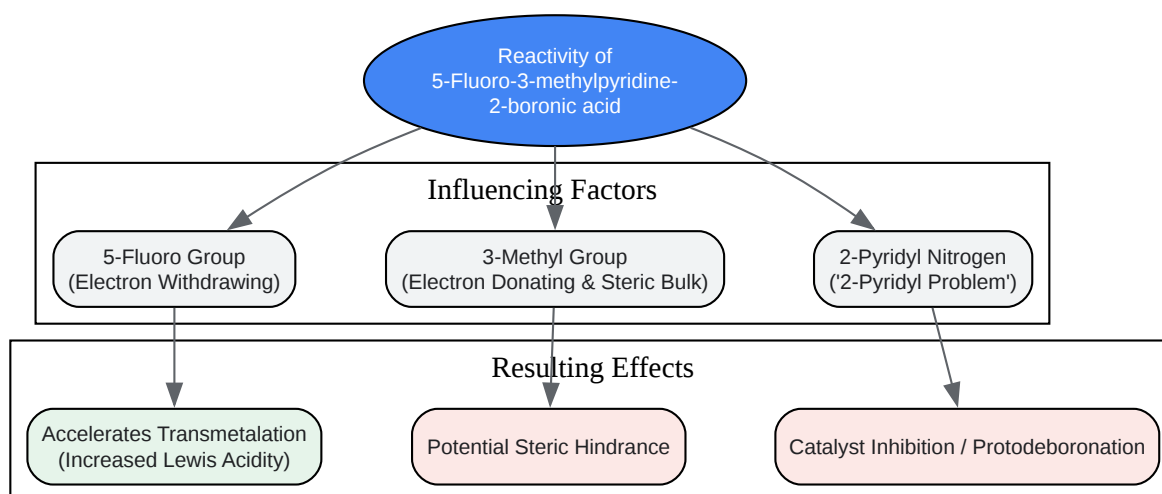 Reactivity of
5-Fluoro-3-methylpyridine-
2-boronic acid
Influencing Factors
5-Fluoro Group
(Electron Withdrawing)
3-Methyl Group
(Electron Donating & Steric Bulk)
2-Pyridyl Nitrogen
('2-Pyridyl Problem')
Resulting Effects
Accelerates Transmetalation
(Increased Lewis Acidity)
Potential Steric Hindrance
Catalyst Inhibition / Protodeboronation